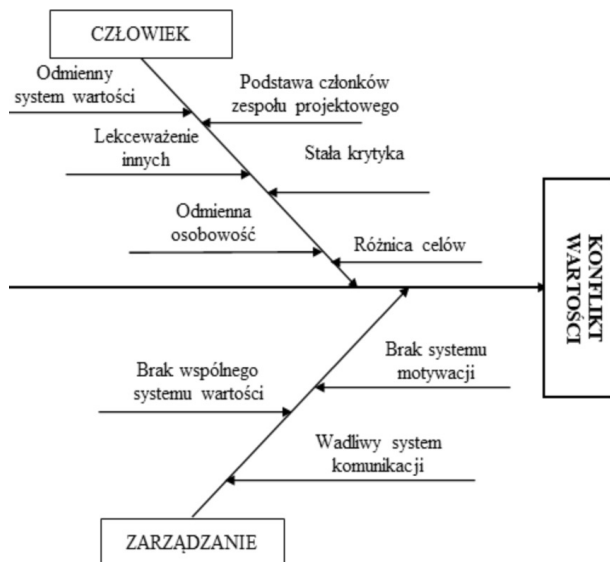 CZŁOWIEK
Odmienny
system wartości
Podstawa członków
zespołu projektowego
Lekceważenie
innych
Stała krytyka
Odmienna
osobowość
Różnica celów
KONFLIKT
WARTOŚCI
Brak wspólnego
systemu wartości
Brak systemu
motywacji
Wadliwy system
komunikacji
ZARZĄDZANIE